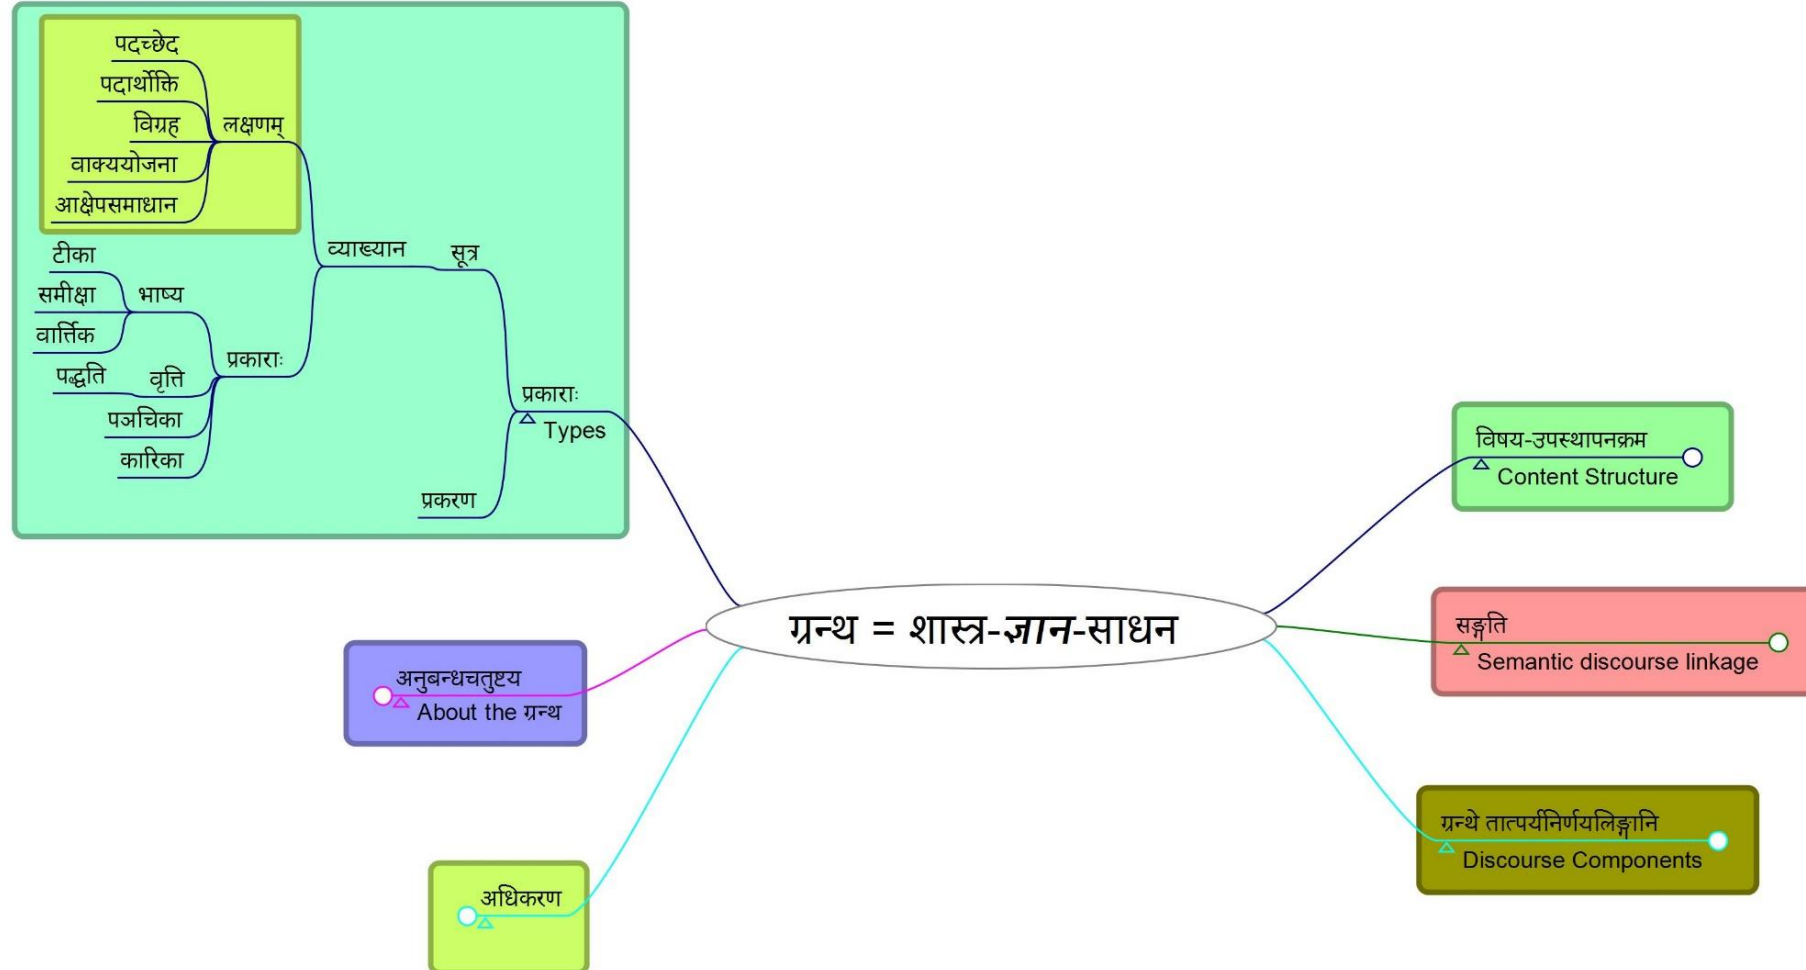 पदच्छेद
पदार्थोक्ति
विग्रह
लक्षणम्
वाक्ययोजना
आक्षेपसमाधान
व्याख्यान
सूत्र
टीका
समीक्षा
भाष्य
वार्त्तिक
प्रकाराः
पद्धति
वृत्ति
पञचिका
कारिका
प्रकाराः
Types
प्रकरण
विषय-उपस्थापनक्रम
Content Structure
ग्रन्थ = शास्त्र-ज्ञान-साधन
सङ्गति
Semantic discourse linkage
अनुबन्धचतुष्टय
About the ग्रन्थ
ग्रन्थे तात्पर्यनिर्णयलिङ्गानि
Discourse Components
अधिकरण